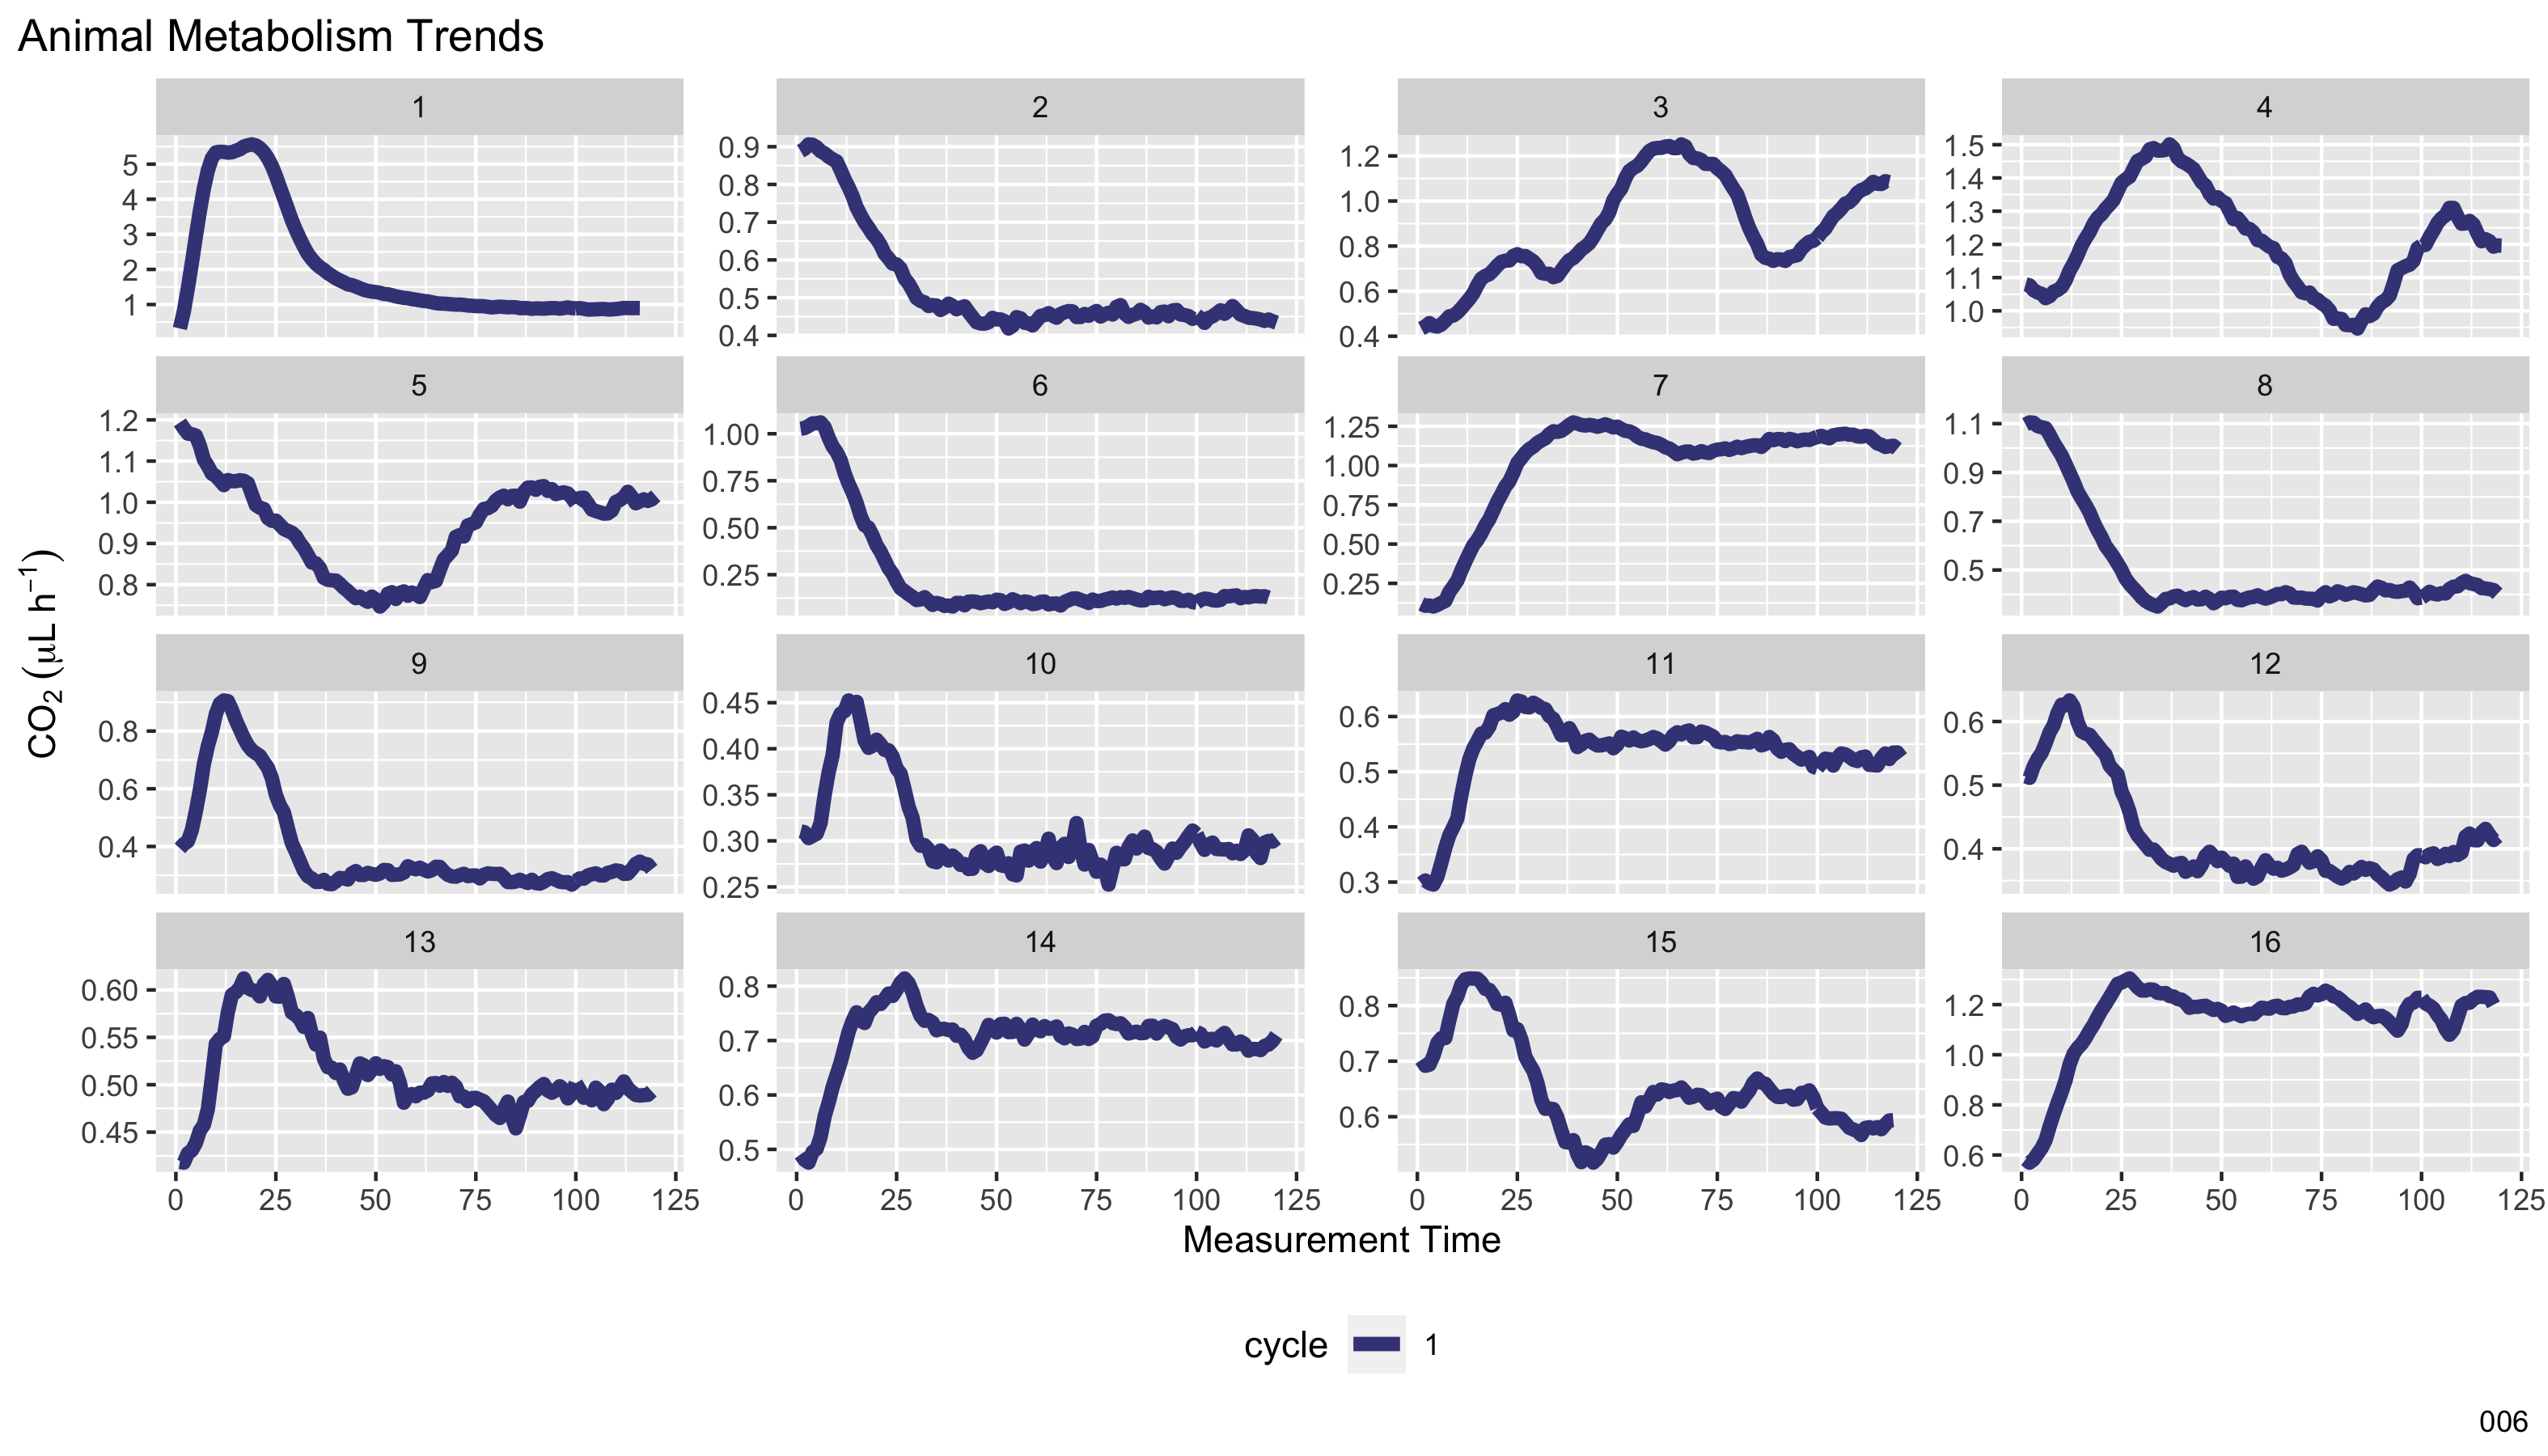 Animal Metabolism Trends
1 2 3 4
5 4 3 2 1
0.9 0.8 0.7 0.6 0.5 0.4
1.2 1.0 0.8 0.6 0.4
1.5 1.4 1.3 1.2 1.1 1.0
5 6 7 8
1.2 1.1 1.0 0.9 0.8
1.00 0.75 0.50 0.25
1.25 1.00 0.75 0.50 0.25
1.1 0.9 0.7 0.5
9 10 11 12
0.8 0.6 0.4
0.45 0.40 0.35 0.30 0.25
0.6 0.5 0.4 0.3
0.6 0.5 0.4
13 14 15 16
0.60 0.55 0.50 0.45
0.8 0.7 0.6 0.5
0.8 0.7 0.6
1.2 1.0 0.8 0.6
0 25 50 75 100 125 0 25 50 75 100 125 0 25 50 75 100 125 0 25 50 75 100 125
CO₂ (μL h⁻¹)
Measurement Time
cycle 1
006